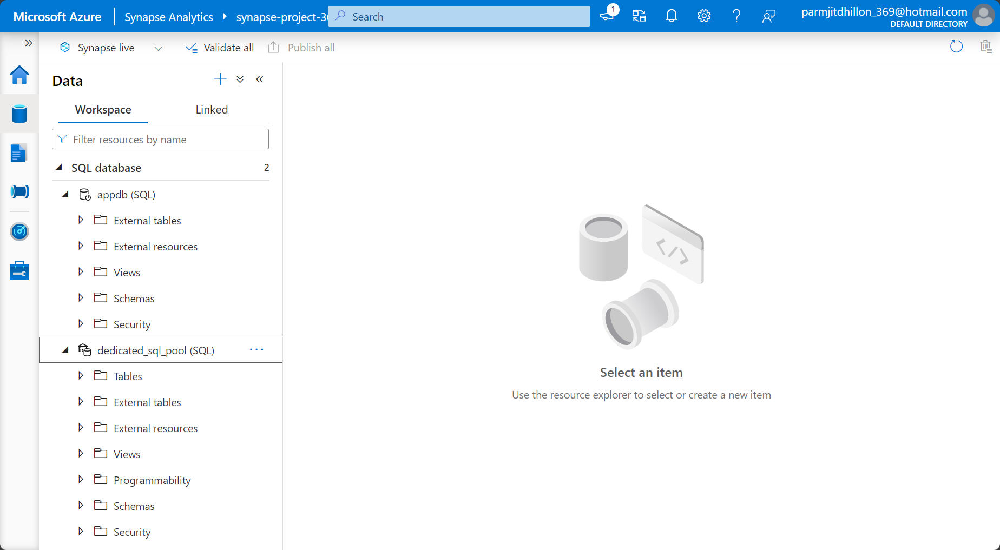 Microsoft Azure
Synapse Analytics
synapse-project-36
Search
1
parmjitdhillon_369@hotmail.com
DEFAULT DIRECTORY
Synapse live
Validate all
Publish all
Data
Workspace
Linked
Filter resources by name
SQL database
2
appdb (SQL)
External tables
External resources
Views
Schemas
Security
dedicated_sql_pool (SQL)
Tables
External tables
External resources
Views
Programmability
Schemas
Security
Select an item
Use the resource explorer to select or create a new item